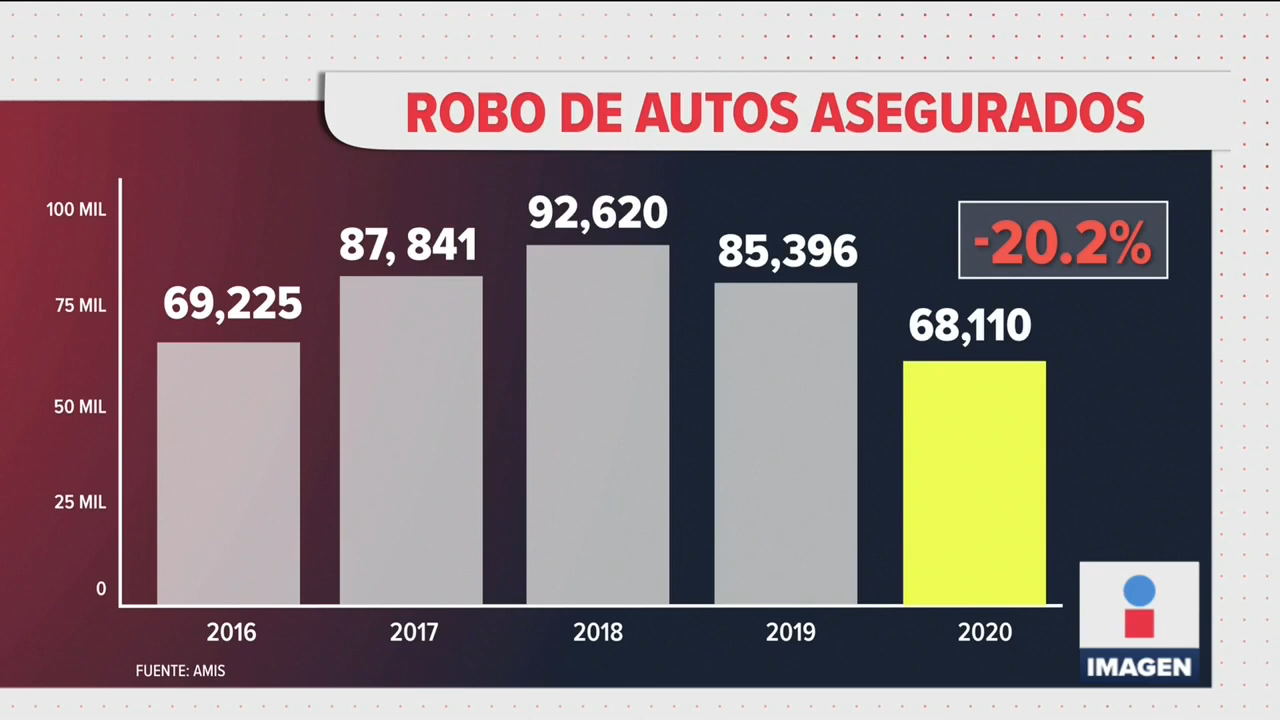 ROBO DE AUTOS ASEGURADOS
100 MIL
75 MIL
50 MIL
25 MIL
0
69,225
87, 841
92,620
85,396
68,110
-20.2%
2016
2017
2018
2019
2020
FUENTE: AMIS
IMAGEN